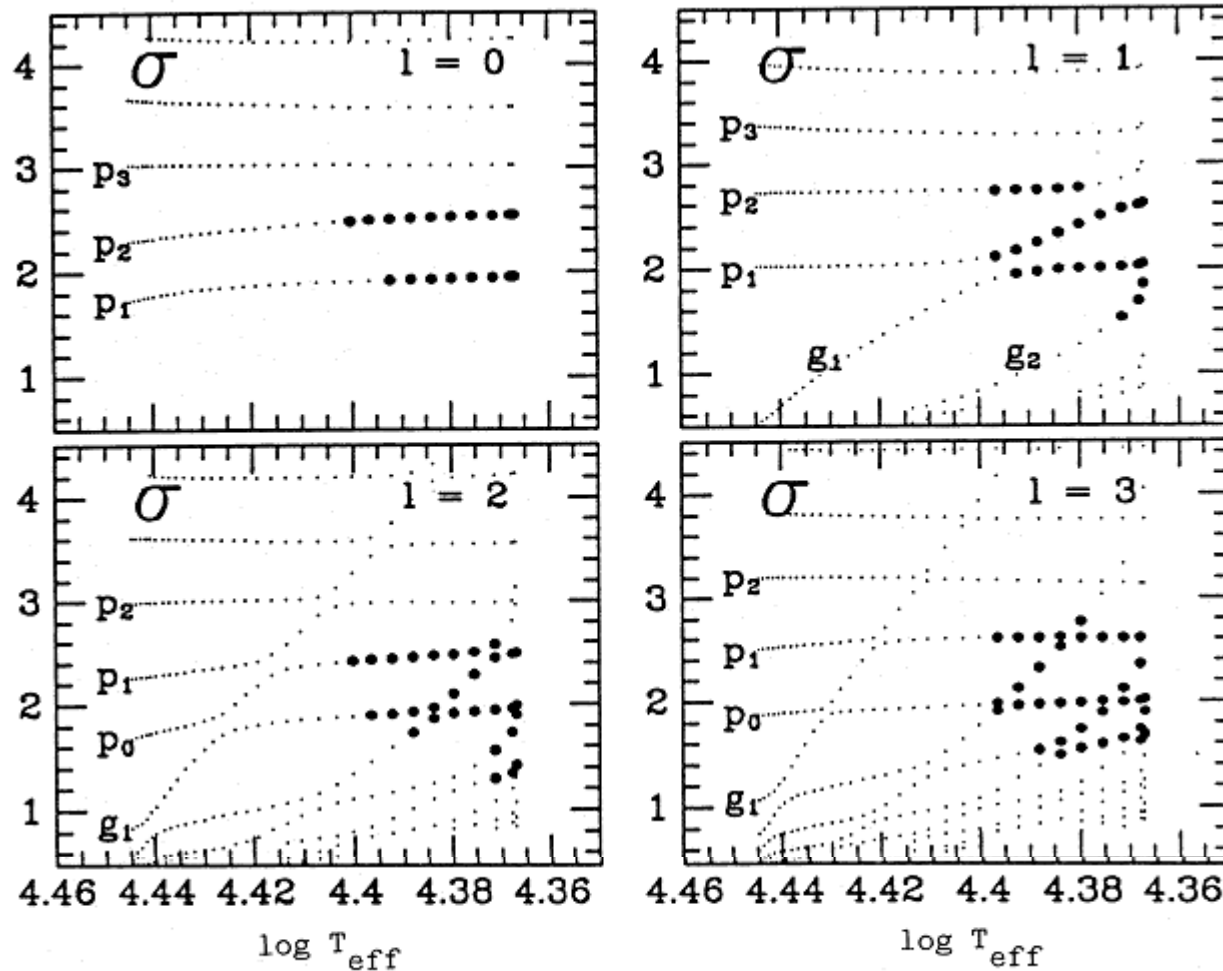 σ l = 0
4
3
2
1
p₃
p₂
p₁
σ l = 1
4
3
2
1
p₃
p₂
p₁
g₁
g₂
σ l = 2
4
3
2
1
p₂
p₁
p₀
g₁
4.46 4.44 4.42 4.4 4.38 4.36
log T_eff
σ l = 3
4
3
2
1
p₂
p₁
p₀
g₁
4.46 4.44 4.42 4.4 4.38 4.36
log T_eff